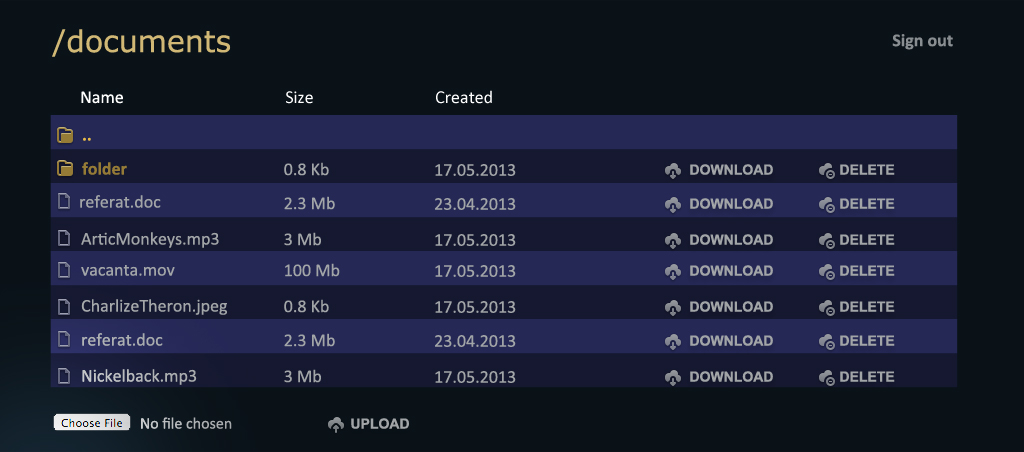 /documents
Sign out
Name Size Created
..
folder 0.8 Kb 17.05.2013 DOWNLOAD DELETE
referat.doc 2.3 Mb 23.04.2013 DOWNLOAD DELETE
ArticMonkeys.mp3 3 Mb 17.05.2013 DOWNLOAD DELETE
vacanta.mov 100 Mb 17.05.2013 DOWNLOAD DELETE
CharlizeTheron.jpeg 0.8 Kb 17.05.2013 DOWNLOAD DELETE
referat.doc 2.3 Mb 23.04.2013 DOWNLOAD DELETE
Nickelback.mp3 3 Mb 17.05.2013 DOWNLOAD DELETE
Choose File No file chosen UPLOAD